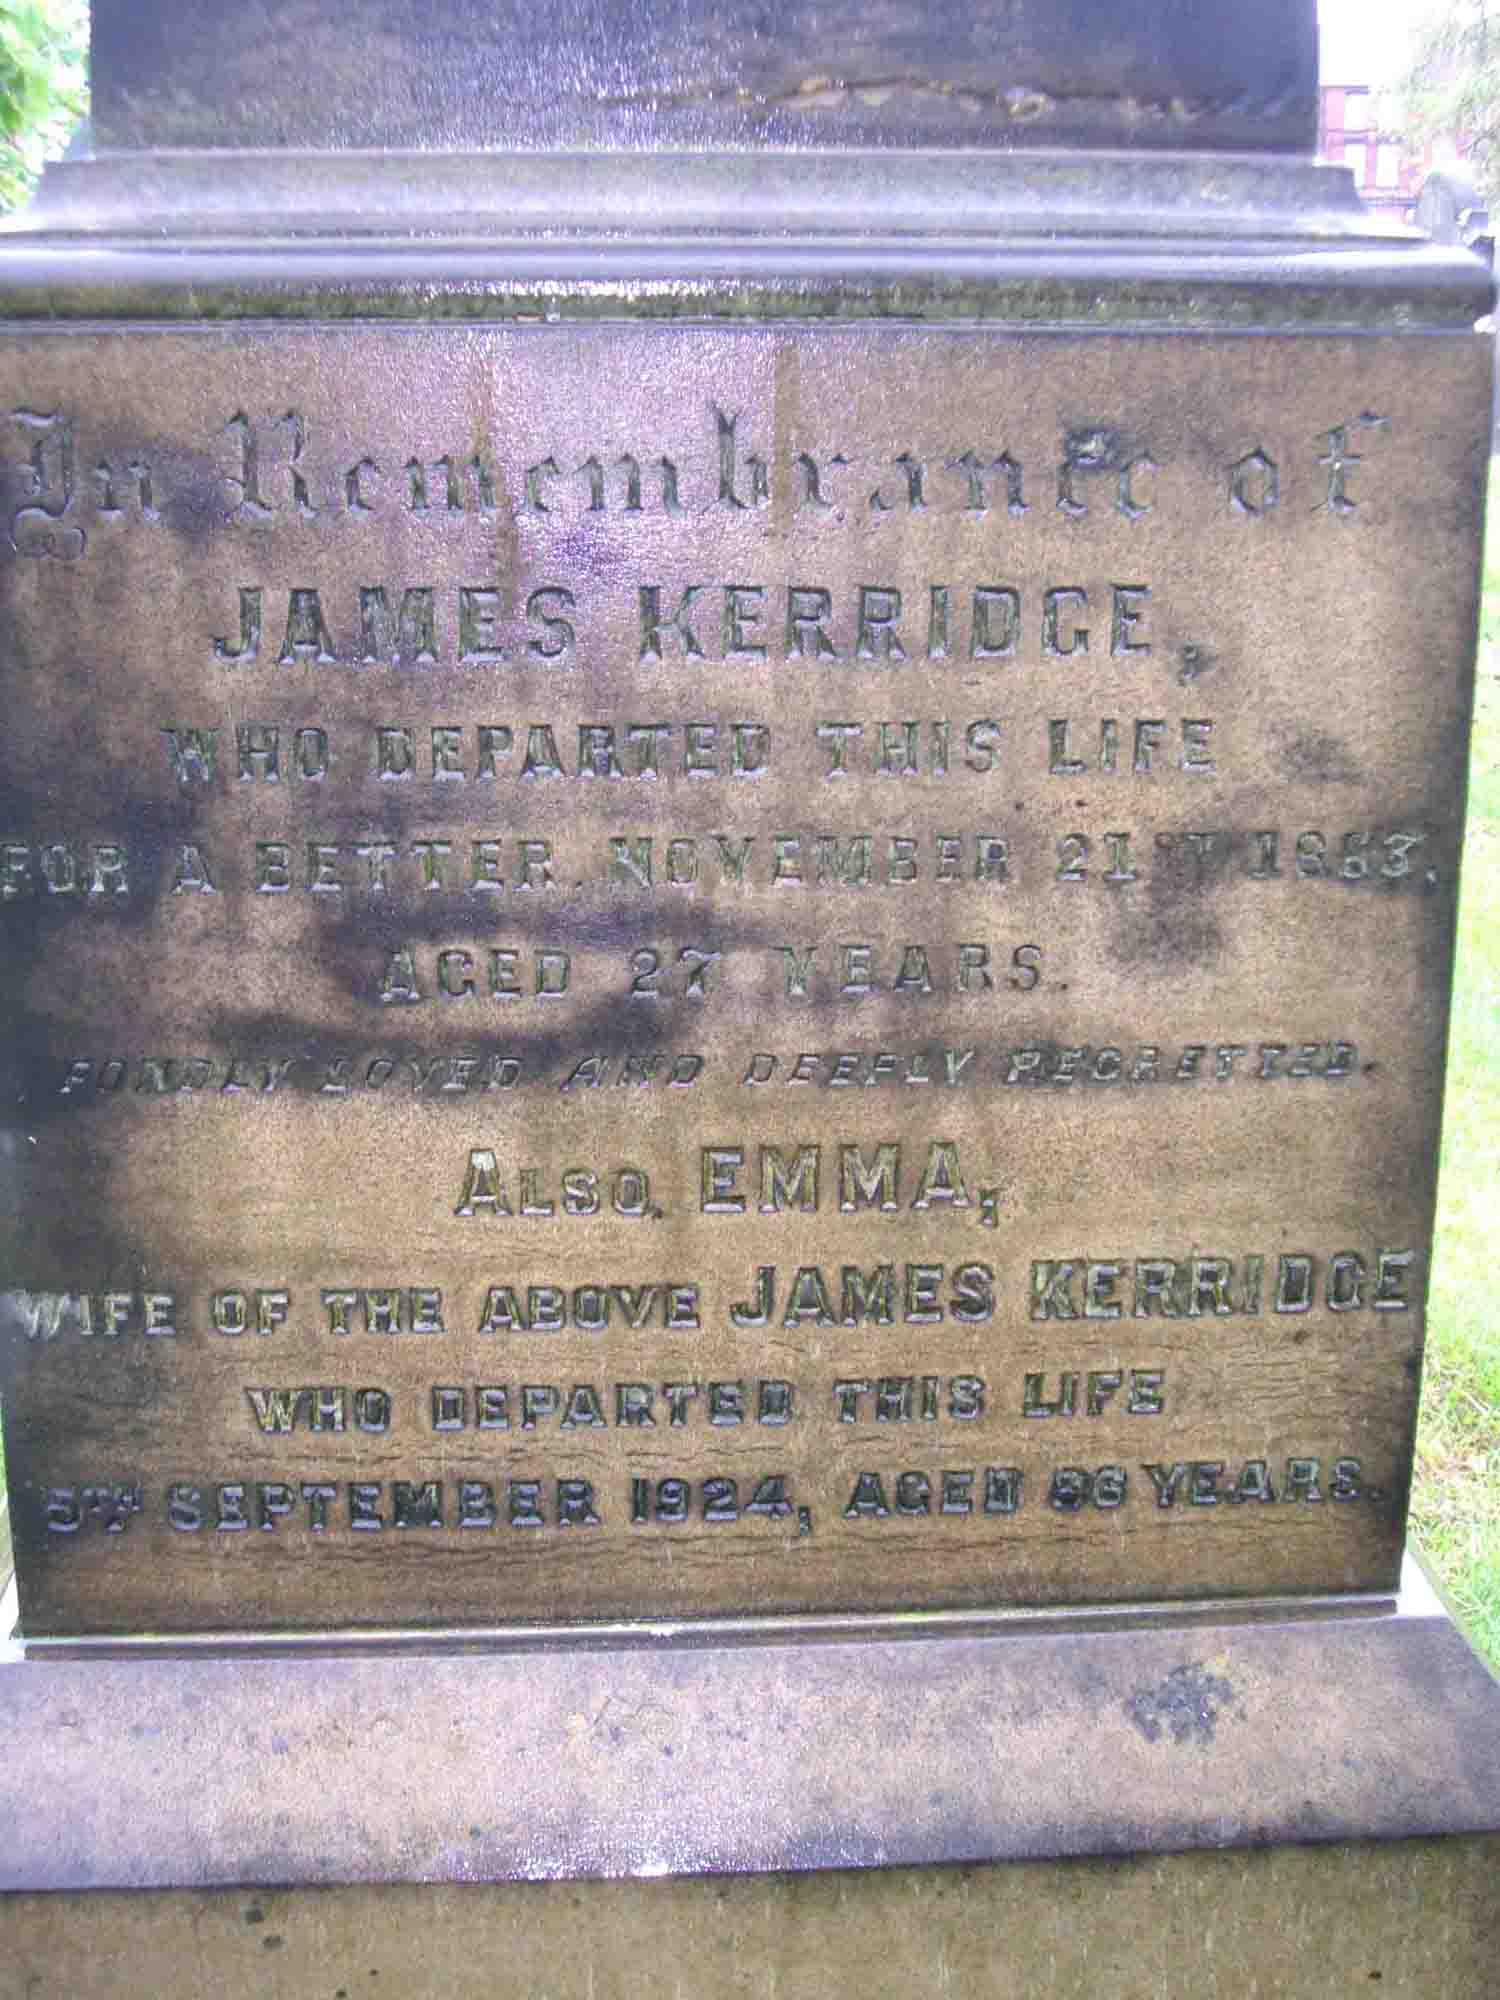 In Remembrance of
JAMES KERRIDGE,
WHO DEPARTED THIS LIFE
FOR A BETTER, NOVEMBER 21ST
AGED 27 YEARS.
FONDLY LOVED AND DEEPLY REGRETTED.
ALSO, EMMA,
WIFE OF THE ABOVE JAMES KERRIDGE
WHO DEPARTED THIS LIFE
5TH SEPTEMBER 1924, AGED 86 YEARS.